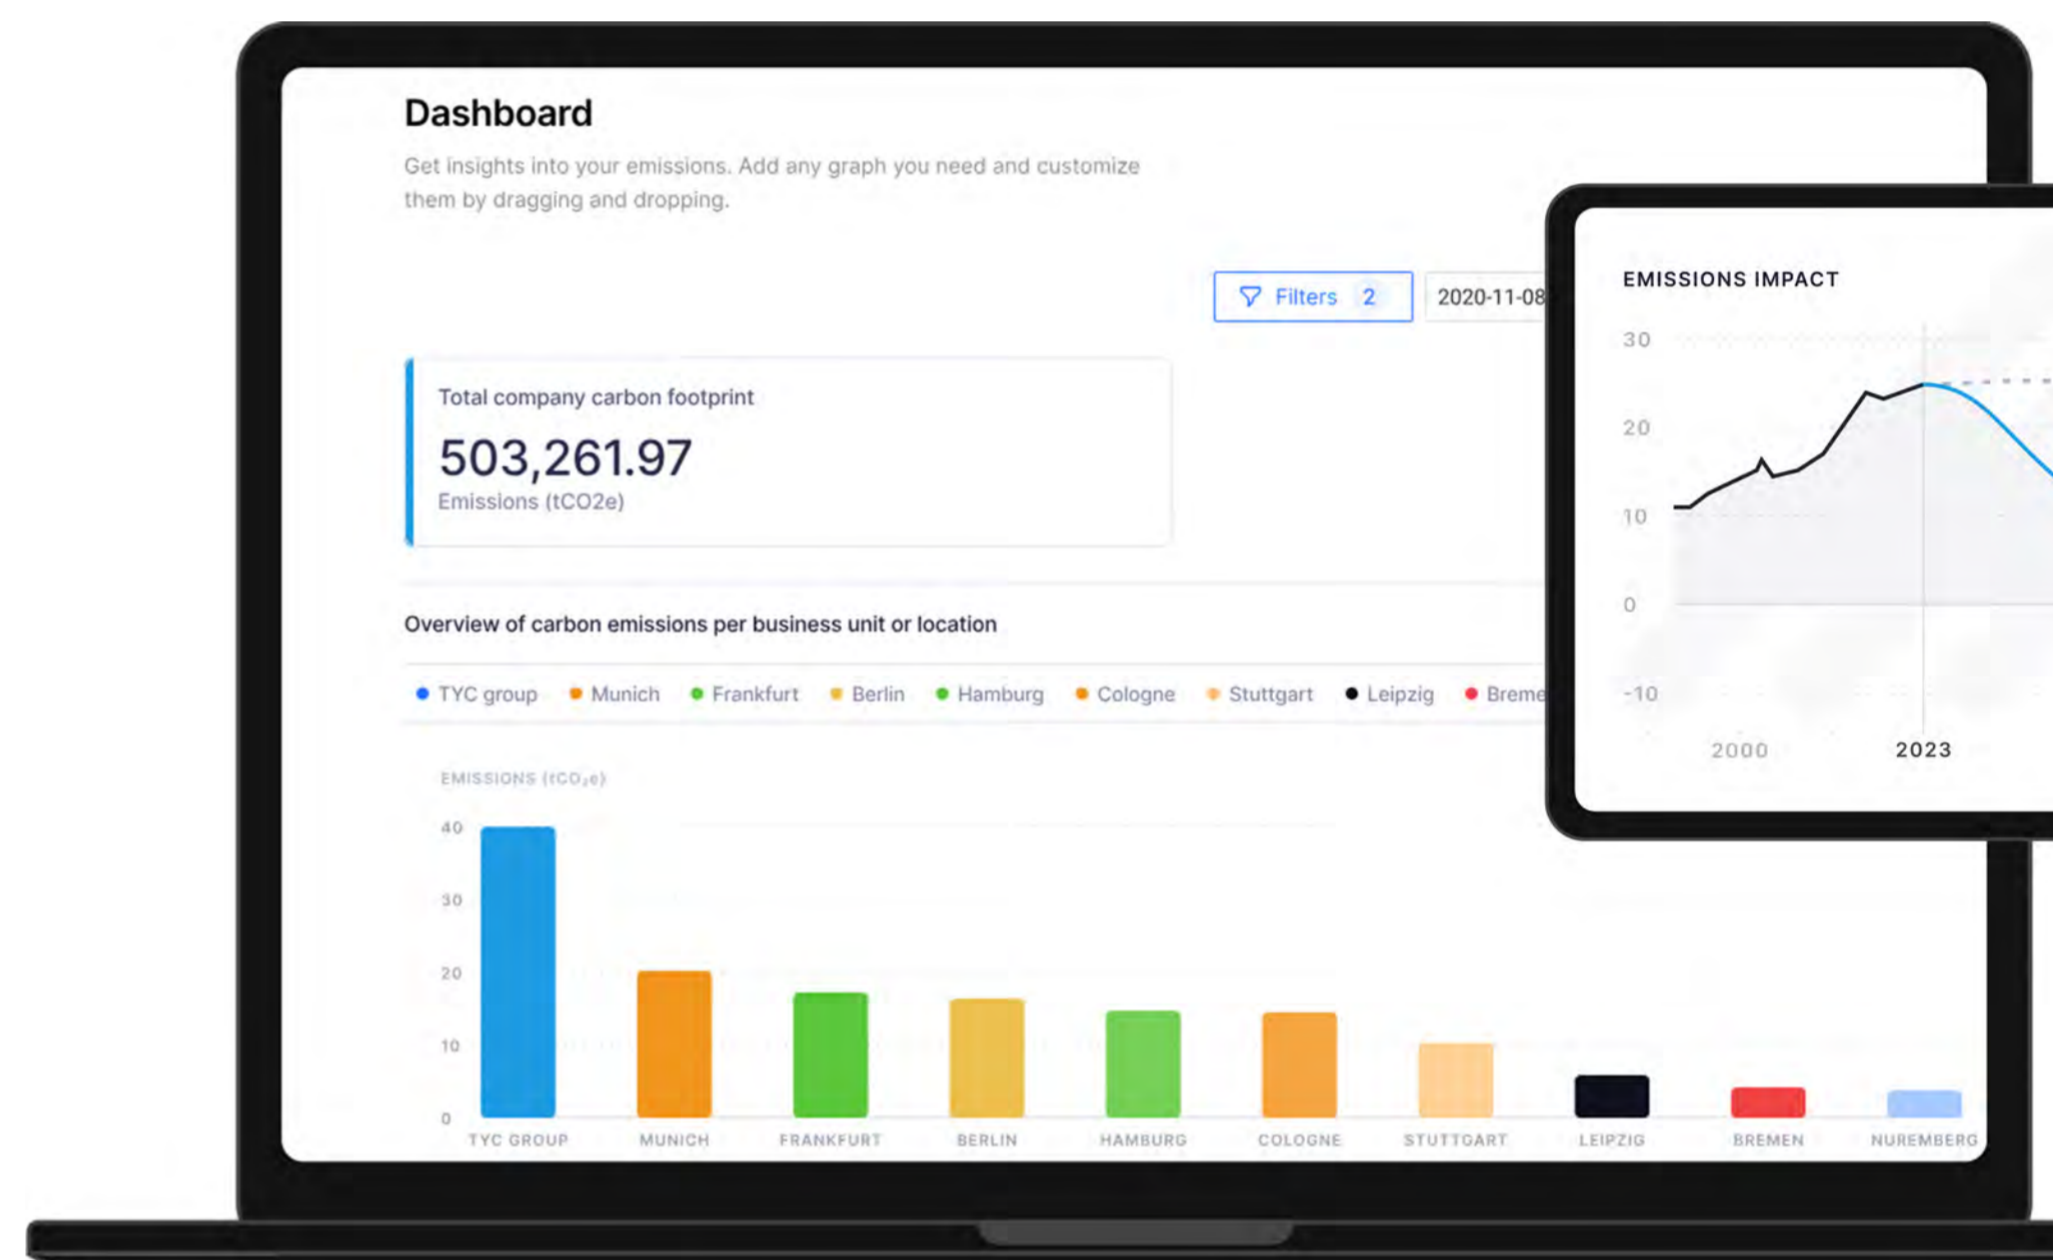 Dashboard
Get insights into your emissions. Add any graph you need and customize
them by dragging and dropping.
Filters 2
2020-11-08
Total company carbon footprint
503,261.97
Emissions (tCO2e)
Overview of carbon emissions per business unit or location
TYC group Munich Frankfurt Berlin Hamburg Cologne Stuttgart Leipzig Breme
EMISSIONS (tCO₂e)
40
30
20
10
0
TYC GROUP MUNICH FRANKFURT BERLIN HAMBURG COLOGNE STUTTGART LEIPZIG BREMEN NUREMBERG
EMISSIONS IMPACT
30
20
10
0
-10
2000 2023